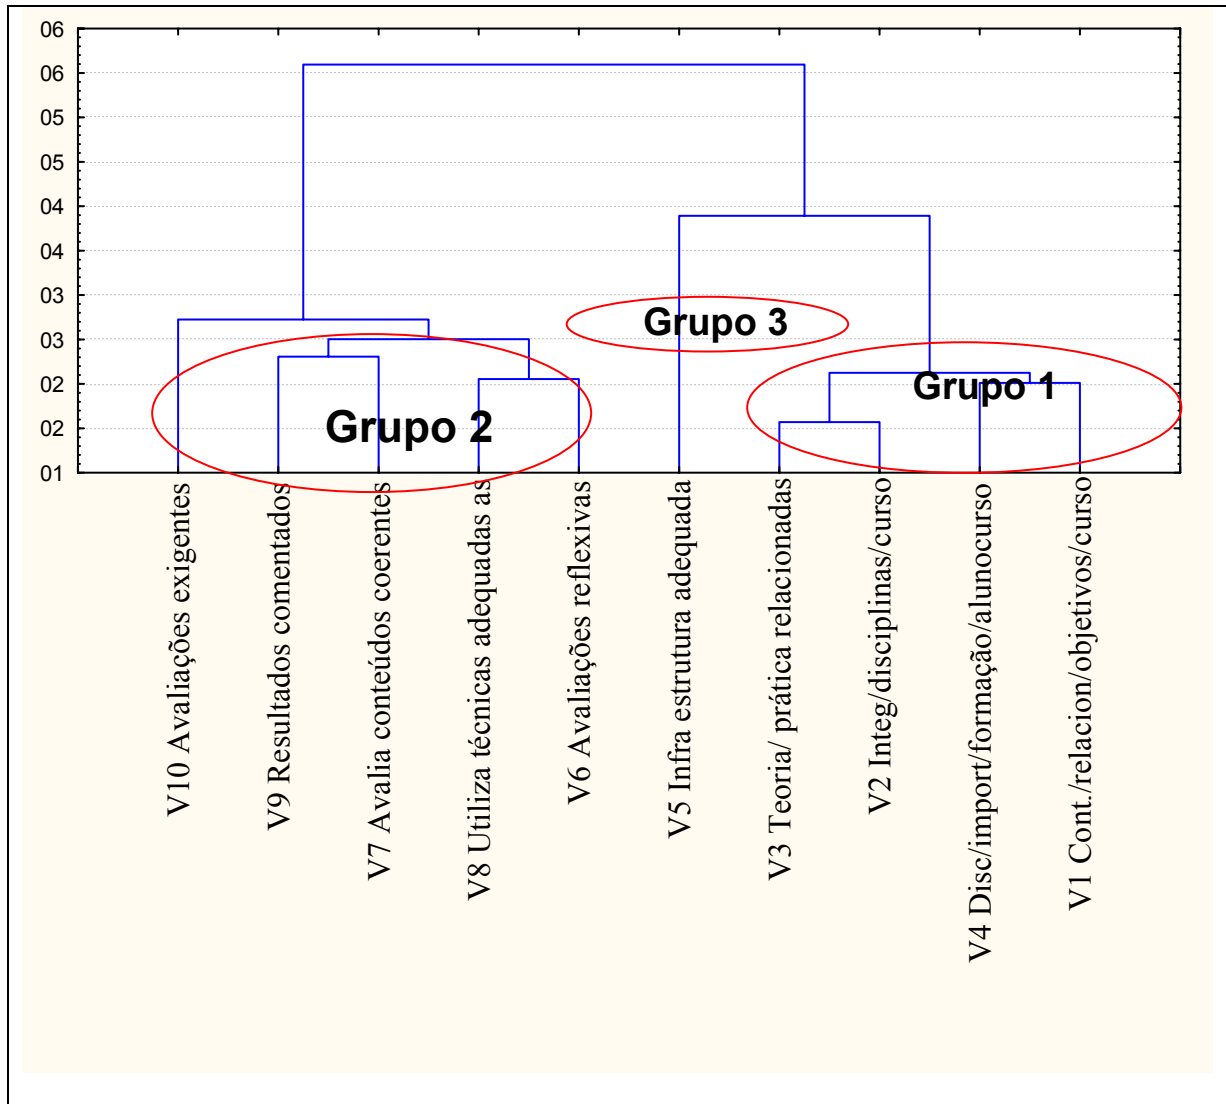 06
06
05
05
04
04
03
03
02
02
01
Grupo 3
Grupo 1
Grupo 2
V10 Avaliações exigentes
V9 Resultados comentados
V7 Avalia conteúdos coerentes
V8 Utiliza técnicas adequadas as
V6 Avaliações reflexivas
V5 Infra estrutura adequada
V3 Teoria/ prática relacionadas
V2 Integ/disciplinas/curso
V4 Disc/import/formação/alunocurso
V1 Cont./relacion/objetivos/curso